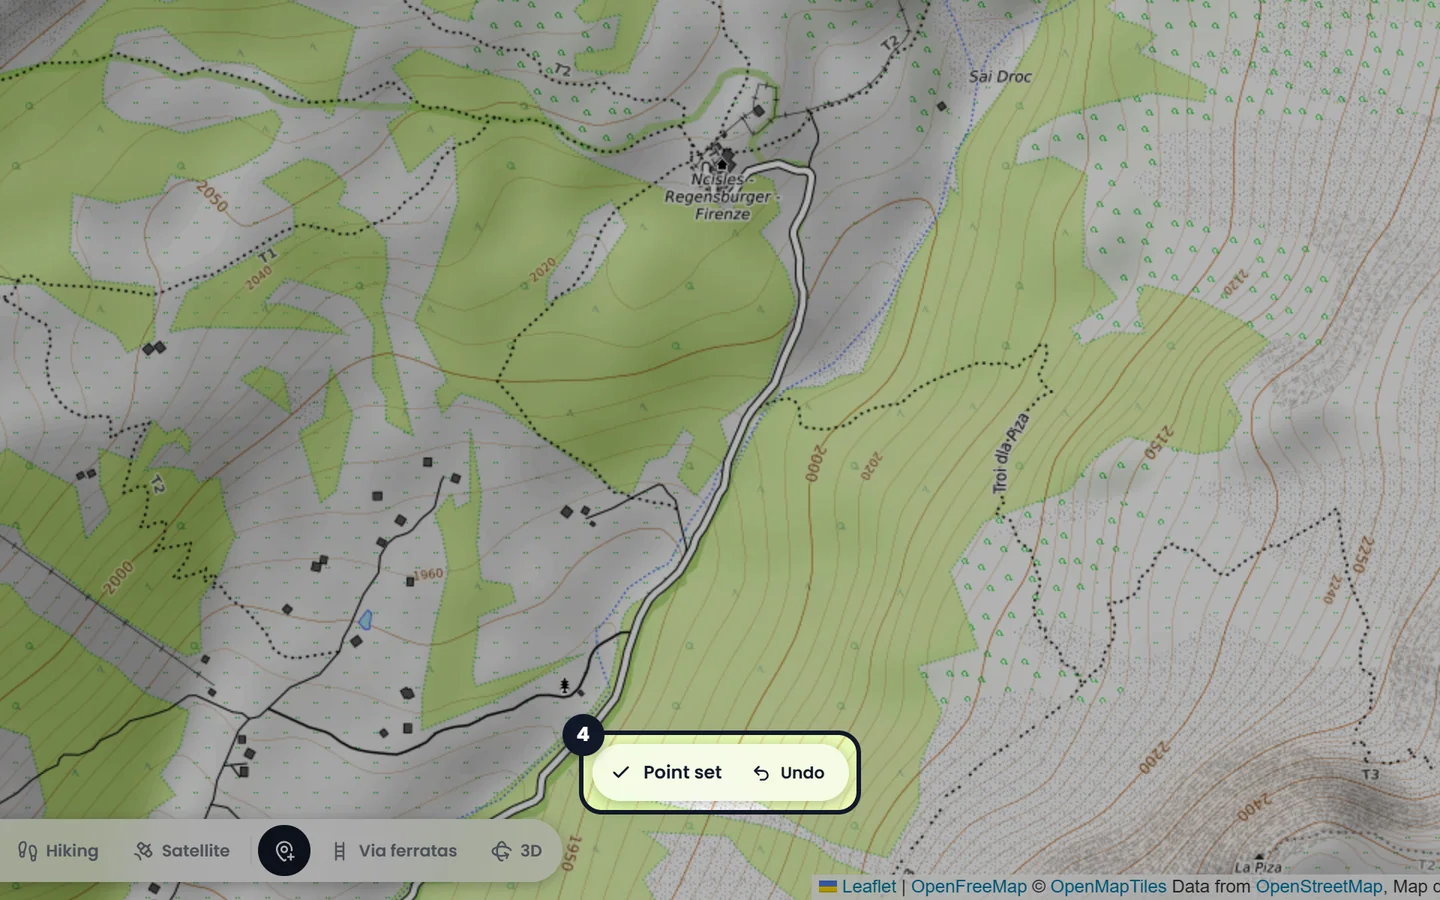 T2
T2
Sai Droc
Ncisles -
Regensburger -
Firenze
2050
T1
2040
2020
2120
2000
2020
Troi dla Piza
2150
T2
2000
1960
2250
2240
2200
T3
2400
4
Point set
Undo
1950
Hiking
Satellite
Via ferratas
3D
La Piza
T2
Leaflet | OpenFreeMap © OpenMapTiles Data from OpenStreetMap, Map